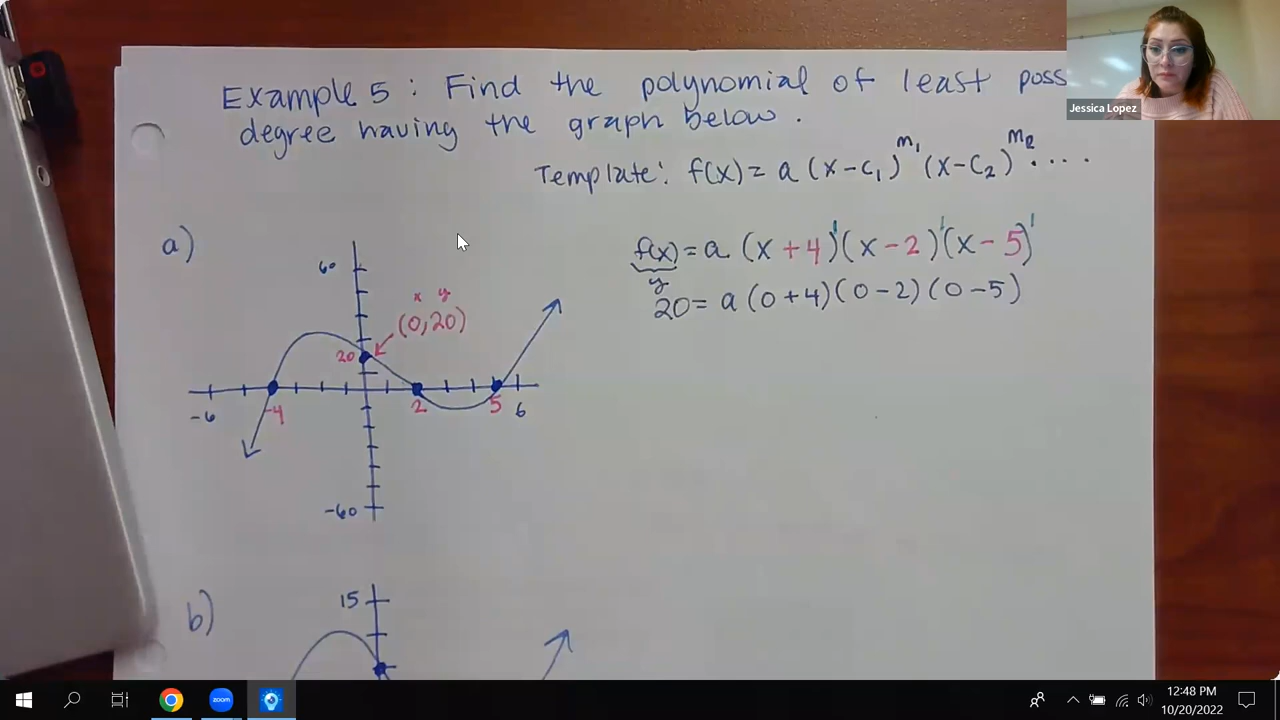 Example 5 : Find the polynomial of least poss
Jessica Lopez
degree having the graph below .
Template: f(x) = a (x-c₁)^m₁ (x-c₂)^m₂ ....
a)
60
x y
(0,20)
20
-6 -4 2 5 6
-60
f(x) = a (x+4)^1 (x-2)^1 (x-5)^1
y
20 = a (0+4)(0-2)(0-5)
b)
15
zoom
12:48 PM
10/20/2022